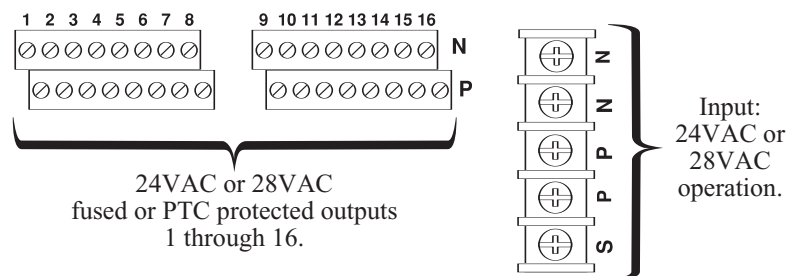 1 2 3 4 5 6 7 8
9 10 11 12 13 14 15 16
N
P
24VAC or 28VAC
fused or PTC protected outputs
1 through 16.
N
N
P
P
S
Input:
24VAC or
28VAC
operation.